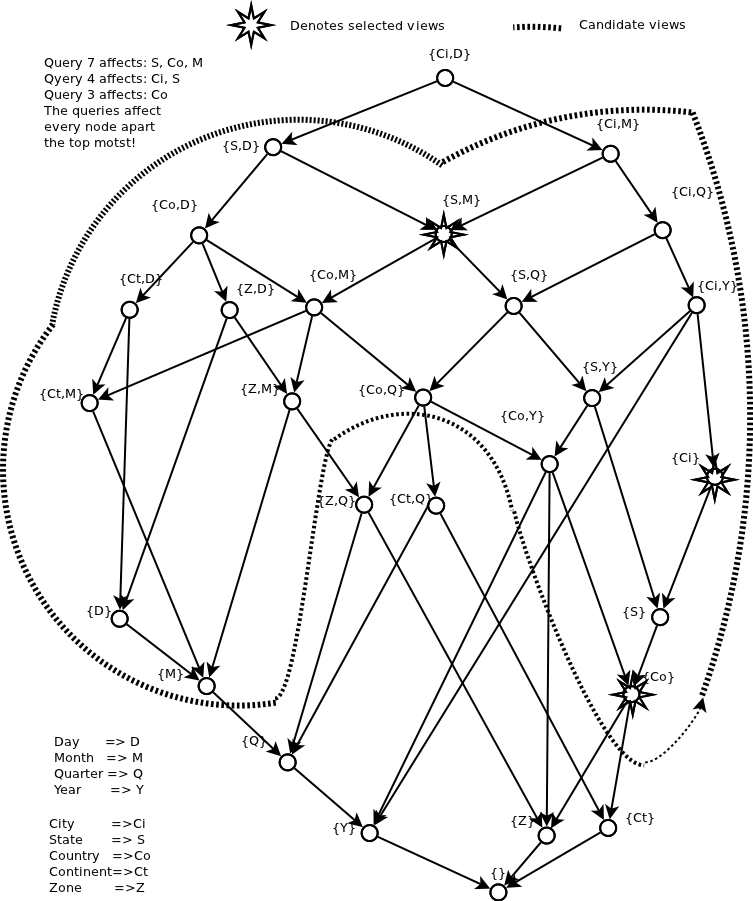 Denotes selected views
Candidate views
Query 7 affects: S, Co, M
Qyery 4 affects: Ci, S
Query 3 affects: Co
The queries affect
every node apart
the top motst!
{Ci,D}
{S,D}
{Ci,M}
{Co,D}
{S,M}
{Ci,Q}
{Ct,D}
{Z,D}
{Co,M}
{S,Q}
{Ci,Y}
{Ct,M}
{Z,M}
{Co,Q}
{S,Y}
{Co,Y}
{Ci}
{Z,Q}
{Ct,Q}
{D}
{S}
{M}
{Co}
{Q}
{Y}
{Z}
{Ct}
{}
Day => D
Month => M
Quarter => Q
Year => Y
City =>Ci
State => S
Country =>Co
Continent=>Ct
Zone =>Z